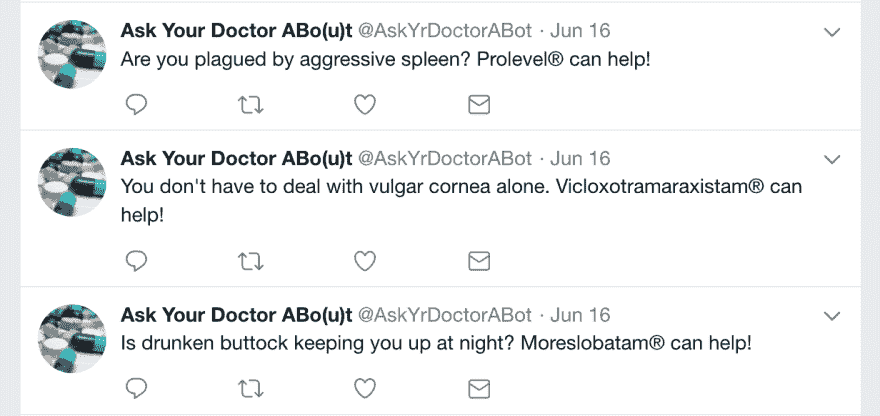 Ask Your Doctor ABo(u)t @AskYrDoctorABot · Jun 16
Are you plagued by aggressive spleen? Prolevel® can help!
Ask Your Doctor ABo(u)t @AskYrDoctorABot · Jun 16
You don't have to deal with vulgar cornea alone. Vicloxotramaraxistam® can
help!
Ask Your Doctor ABo(u)t @AskYrDoctorABot · Jun 16
Is drunken buttock keeping you up at night? Moreslobatam® can help!